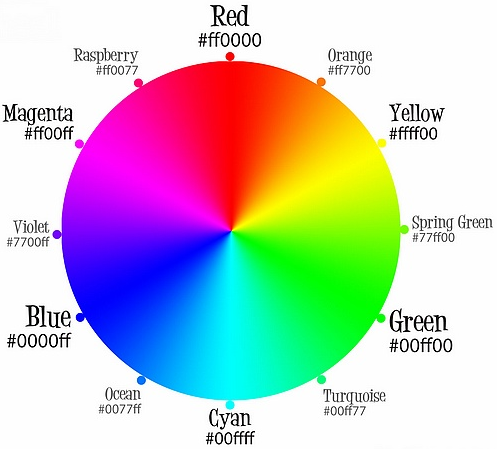 Red
#ff0000
Orange
#ff7700
Yellow
#ffff00
Spring Green
#77ff00
Green
#00ff00
Turquoise
#00ff77
Cyan
#00ffff
Ocean
#0077ff
Blue
#0000ff
Violet
#7700ff
Magenta
#ff00ff
Raspberry
#ff0077